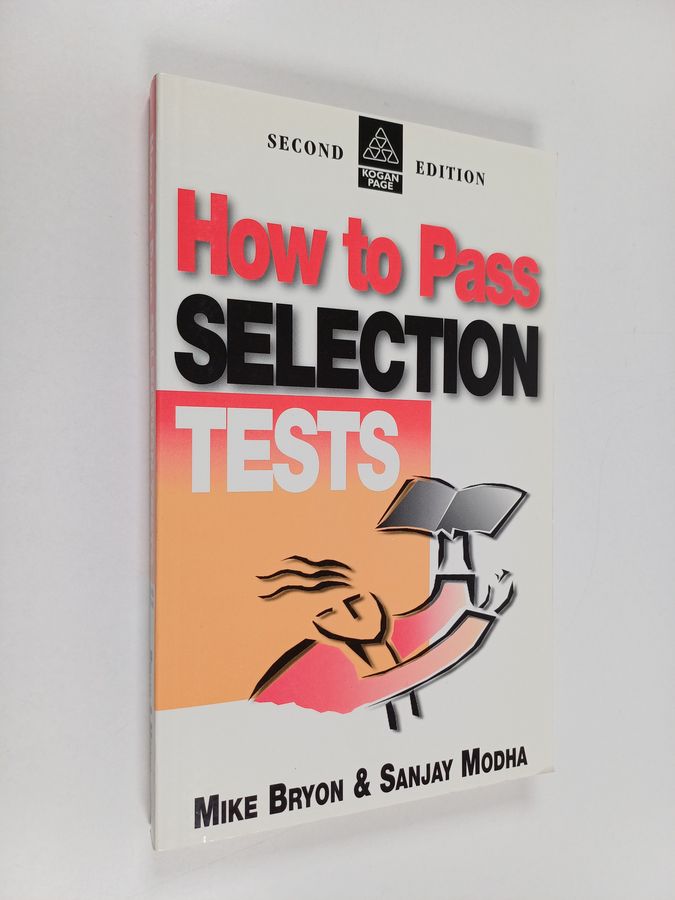 SECOND EDITION
KOGAN
PAGE
How to Pass
SELECTION
TESTS
MIKE BRYON & SANJAY MODHA